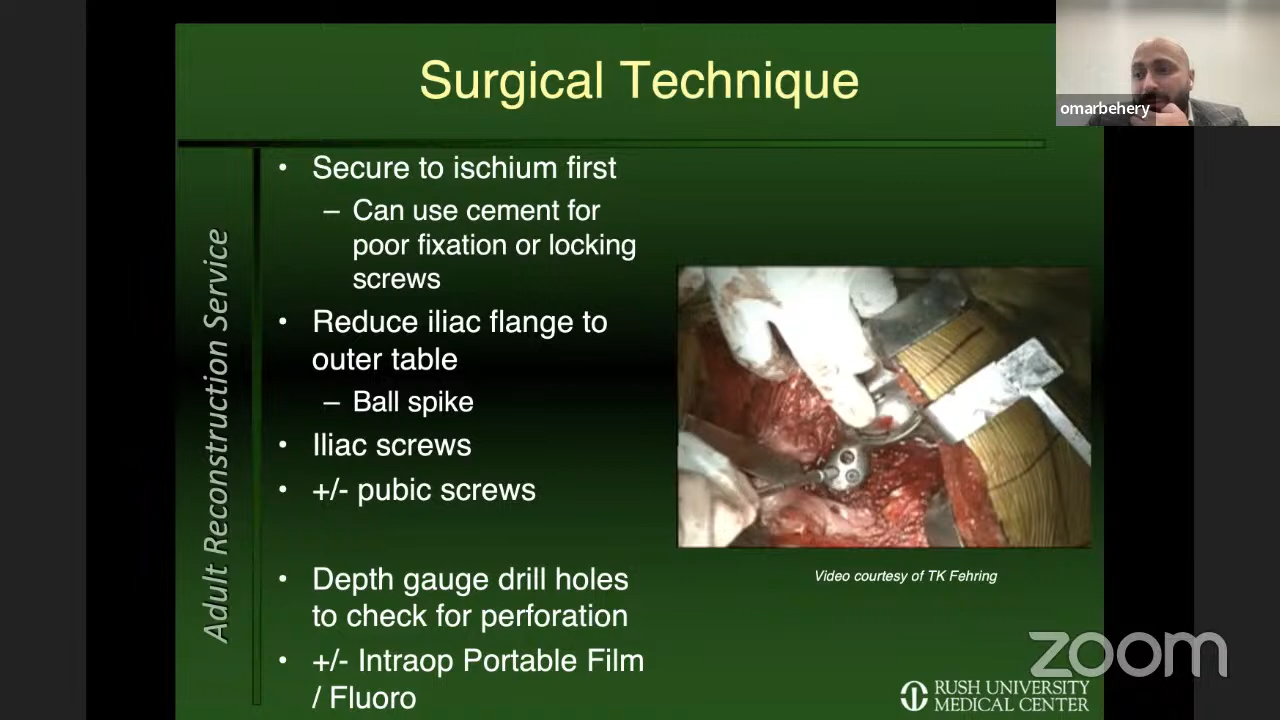 Surgical Technique
omarbehery
Adult Reconstruction Service
• Secure to ischium first
– Can use cement for
poor fixation or locking
screws
• Reduce iliac flange to
outer table
– Ball spike
• Iliac screws
• +/- pubic screws
• Depth gauge drill holes
to check for perforation
• +/- Intraop Portable Film
/ Fluoro
Video courtesy of TK Fehring
zoom
RUSH UNIVERSITY
MEDICAL CENTER